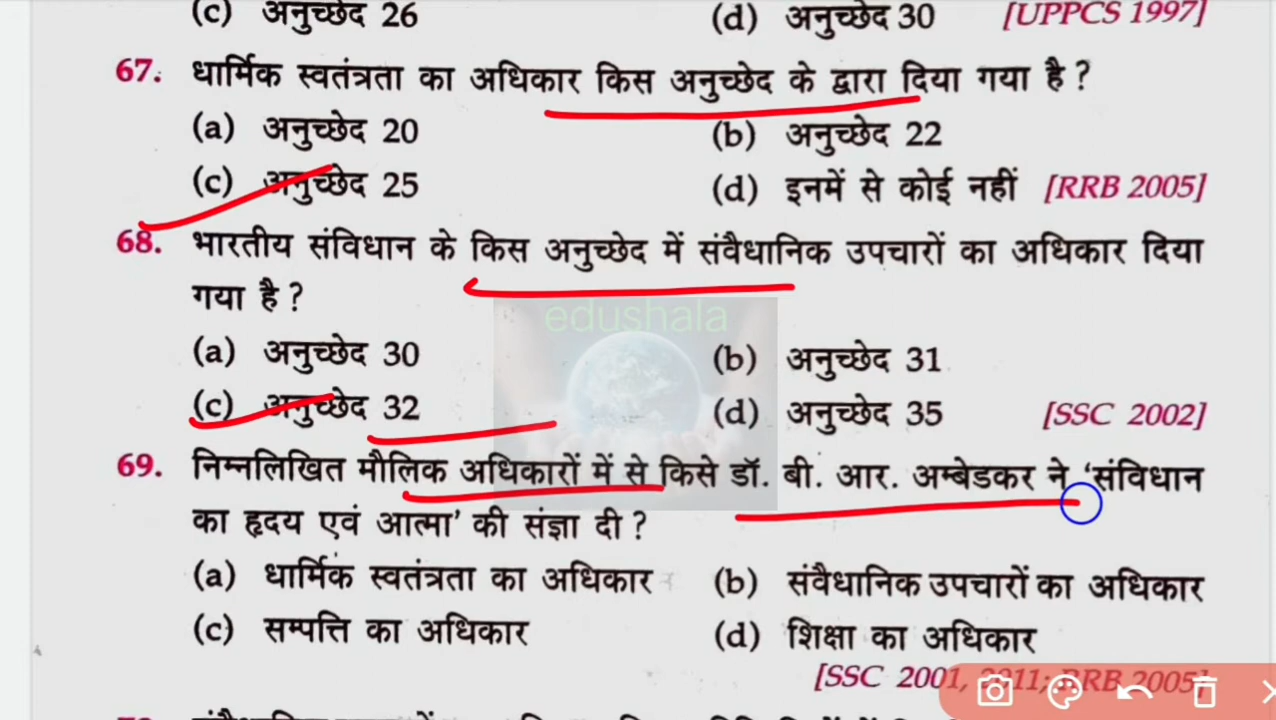 (c) अनुच्छेद 26 (d) अनुच्छेद 30 [UPPCS 1997]
67. धार्मिक स्वतंत्रता का अधिकार किस अनुच्छेद के द्वारा दिया गया है ?
(a) अनुच्छेद 20 (b) अनुच्छेद 22
(c) अनुच्छेद 25 (d) इनमें से कोई नहीं [RRB 2005]
68. भारतीय संविधान के किस अनुच्छेद में संवैधानिक उपचारों का अधिकार दिया
गया है ?
edushala
(a) अनुच्छेद 30 (b) अनुच्छेद 31
(c) अनुच्छेद 32 (d) अनुच्छेद 35 [SSC 2002]
69. निम्नलिखित मौलिक अधिकारों में से किसे डॉ. बी. आर. अम्बेडकर ने ‘संविधान
का हृदय एवं आत्मा’ की संज्ञा दी ?
(a) धार्मिक स्वतंत्रता का अधिकार (b) संवैधानिक उपचारों का अधिकार
(c) सम्पत्ति का अधिकार (d) शिक्षा का अधिकार
[SSC 2001, 2011; RRB 2005]